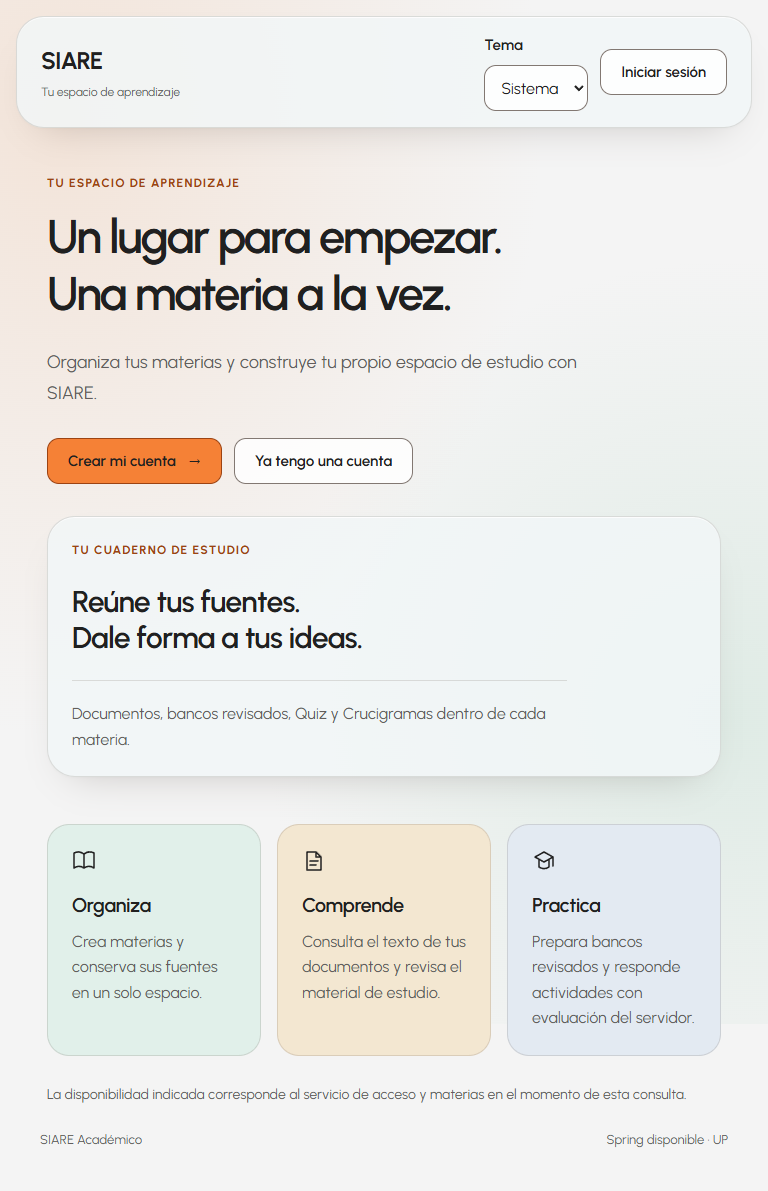 SIARE
Tu espacio de aprendizaje
Tema
Sistema
Iniciar sesión
TU ESPACIO DE APRENDIZAJE
Un lugar para empezar.
Una materia a la vez.
Organiza tus materias y construye tu propio espacio de estudio con
SIARE.
Crear mi cuenta →
Ya tengo una cuenta
TU CUADERNO DE ESTUDIO
Reúne tus fuentes.
Dale forma a tus ideas.
Documentos, bancos revisados, Quiz y Crucigramas dentro de cada
materia.
Organiza
Crea materias y
conserva sus fuentes
en un solo espacio.
Comprende
Consulta el texto de tus
documentos y revisa el
material de estudio.
Practica
Prepara bancos
revisados y responde
actividades con
evaluación del servidor.
La disponibilidad indicada corresponde al servicio de acceso y materias en el momento de esta consulta.
SIARE Académico
Spring disponible · UP